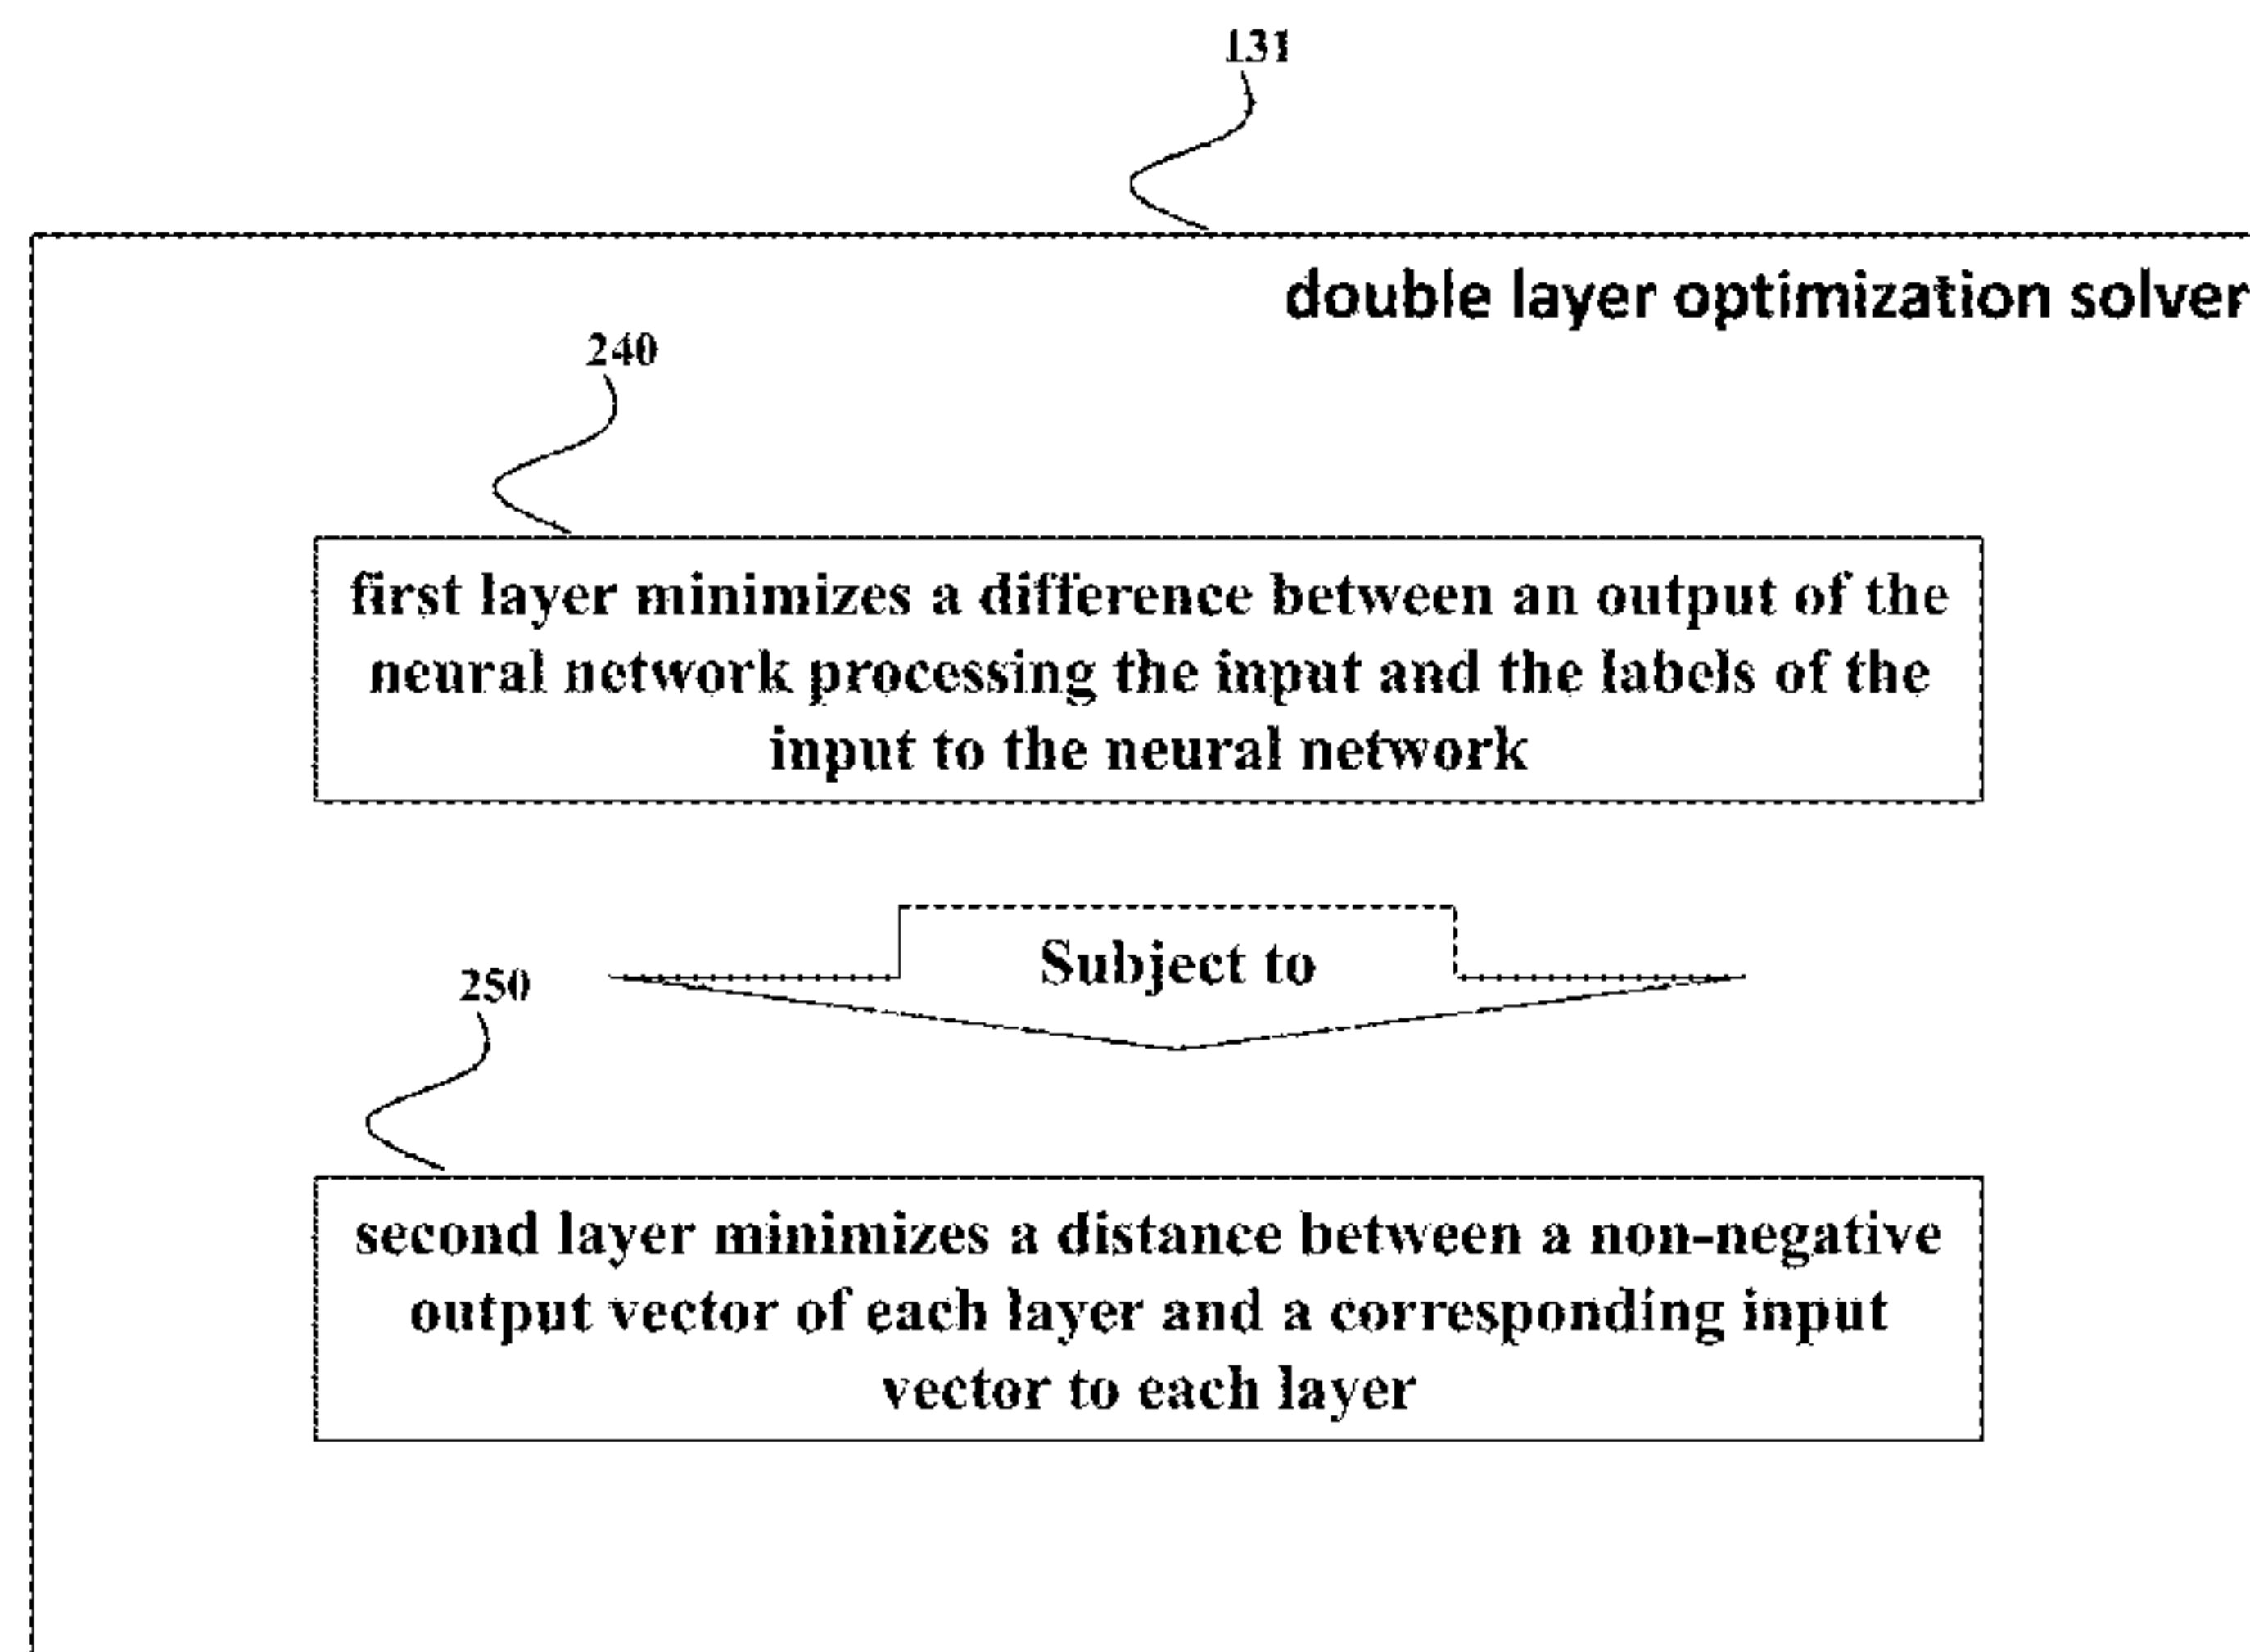 131
double layer optimization solver
240
first layer minimizes a difference between an output of the
neural network processing the input and the labels of the
input to the neural network
Subject to
250
second layer minimizes a distance between a non-negative
output vector of each layer and a corresponding input
vector to each layer